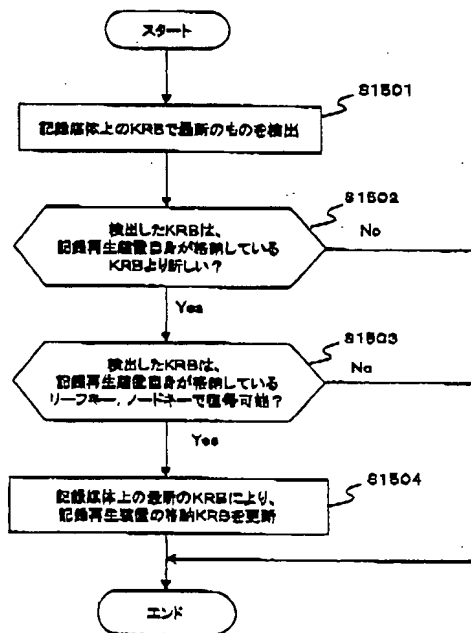 スタート
S1501
記録媒体上のKRBで最新のものを検出
S1502
検出したKRBは、
記録再生装置自身が格納している
KRBより新しい?
No
Yes
S1503
検出したKRBは、
記録再生装置自身が格納している
リーフキー, ノードキーで復号可能?
No
Yes
S1504
記録媒体上の最新のKRBにより、
記録再生装置の格納KRBを更新
エンド